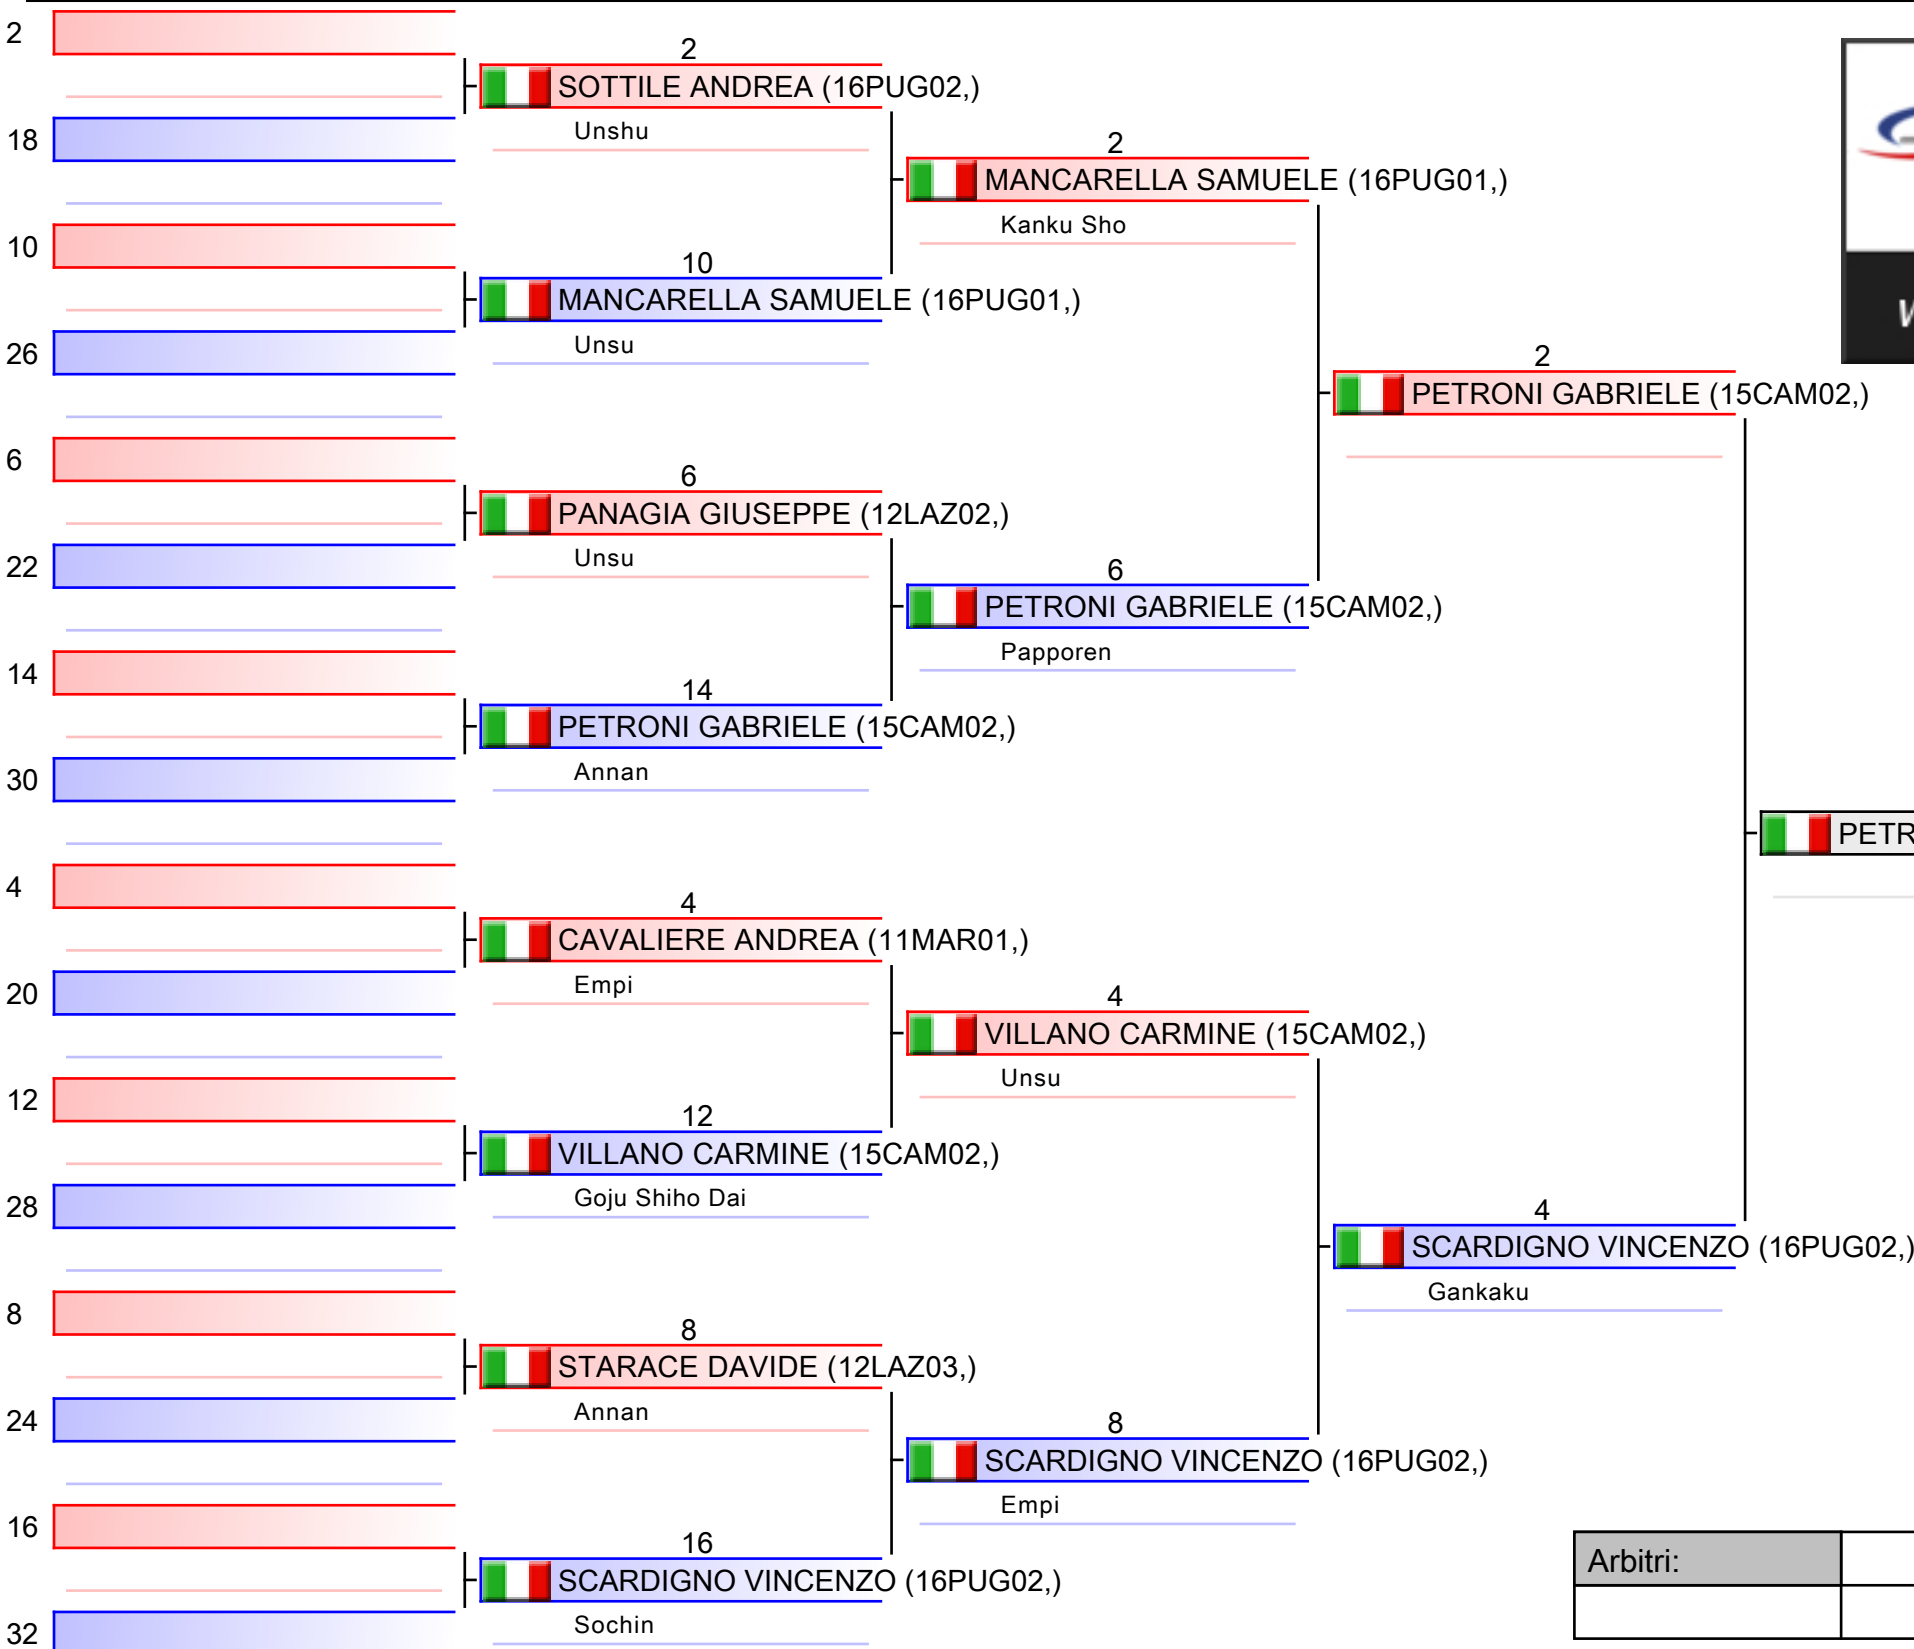 2
18
10
26
6
22
14
30
4
20
12
28
8
24
16
32
2
SOTTILE ANDREA (16PUG02,)
Unshu
10
MANCARELLA SAMUELE (16PUG01,)
Unsu
6
PANAGIA GIUSEPPE (12LAZ02,)
Unsu
14
PETRONI GABRIELE (15CAM02,)
Annan
4
CAVALIERE ANDREA (11MAR01,)
Empi
12
VILLANO CARMINE (15CAM02,)
Goju Shiho Dai
8
STARACE DAVIDE (12LAZ03,)
Annan
16
SCARDIGNO VINCENZO (16PUG02,)
Sochin
2
MANCARELLA SAMUELE (16PUG01,)
Kanku Sho
6
PETRONI GABRIELE (15CAM02,)
Papporen
4
VILLANO CARMINE (15CAM02,)
Unsu
8
SCARDIGNO VINCENZO (16PUG02,)
Empi
2
PETRONI GABRIELE (15CAM02,)
4
SCARDIGNO VINCENZO (16PUG02,)
Gankaku
PETR
Arbitri: